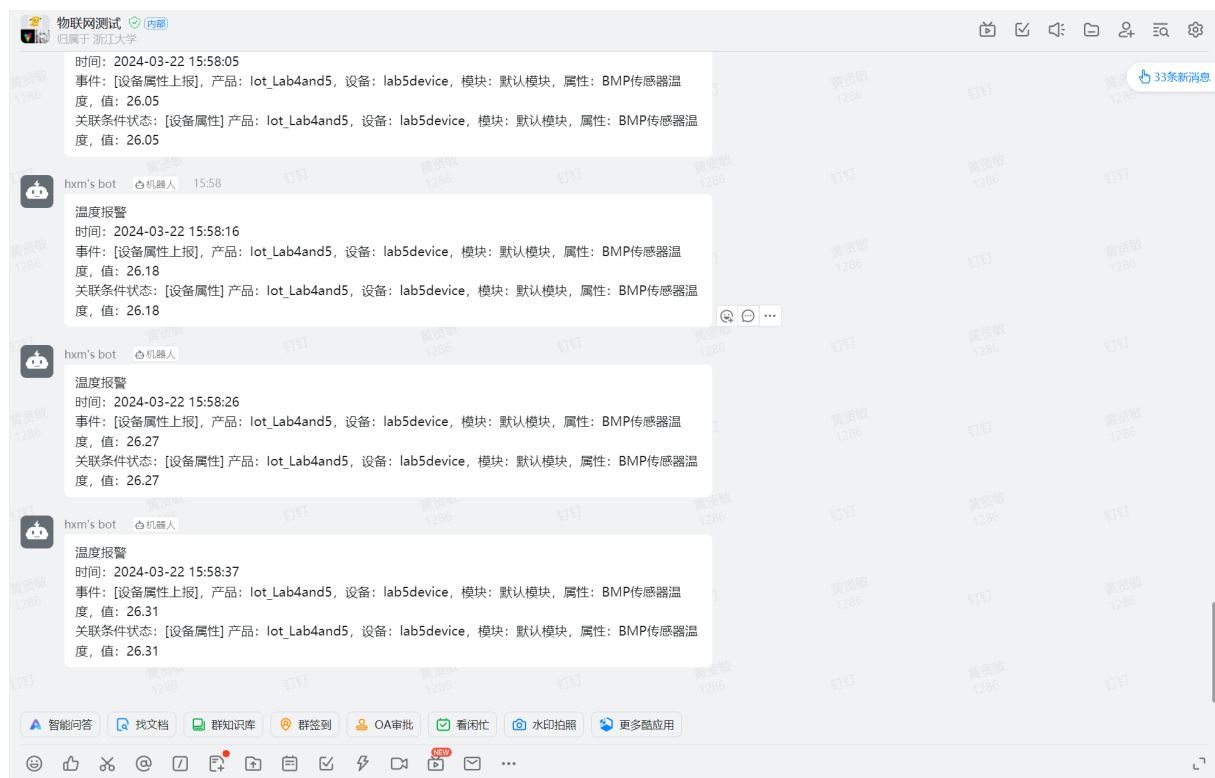 物联网测试 内部
归属于 浙江大学
33条新消息
时间：2024-03-22 15:58:05
事件：[设备属性上报]，产品：Iot_Lab4and5，设备：lab5device，模块：默认模块，属性：BMP传感器温
度，值：26.05
关联条件状态：[设备属性] 产品：Iot_Lab4and5，设备：lab5device，模块：默认模块，属性：BMP传感器温
度，值：26.05
hxm's bot 机器人 15:58
温度报警
时间：2024-03-22 15:58:16
事件：[设备属性上报]，产品：Iot_Lab4and5，设备：lab5device，模块：默认模块，属性：BMP传感器温
度，值：26.18
关联条件状态：[设备属性] 产品：Iot_Lab4and5，设备：lab5device，模块：默认模块，属性：BMP传感器温
度，值：26.18
hxm's bot 机器人
温度报警
时间：2024-03-22 15:58:26
事件：[设备属性上报]，产品：Iot_Lab4and5，设备：lab5device，模块：默认模块，属性：BMP传感器温
度，值：26.27
关联条件状态：[设备属性] 产品：Iot_Lab4and5，设备：lab5device，模块：默认模块，属性：BMP传感器温
度，值：26.27
hxm's bot 机器人
温度报警
时间：2024-03-22 15:58:37
事件：[设备属性上报]，产品：Iot_Lab4and5，设备：lab5device，模块：默认模块，属性：BMP传感器温
度，值：26.31
关联条件状态：[设备属性] 产品：Iot_Lab4and5，设备：lab5device，模块：默认模块，属性：BMP传感器温
度，值：26.31
黄贤敏
1286
钉钉
智能问答 找文档 群知识库 群签到 OA审批 看闲忙 水印拍照 更多酷应用
NEW